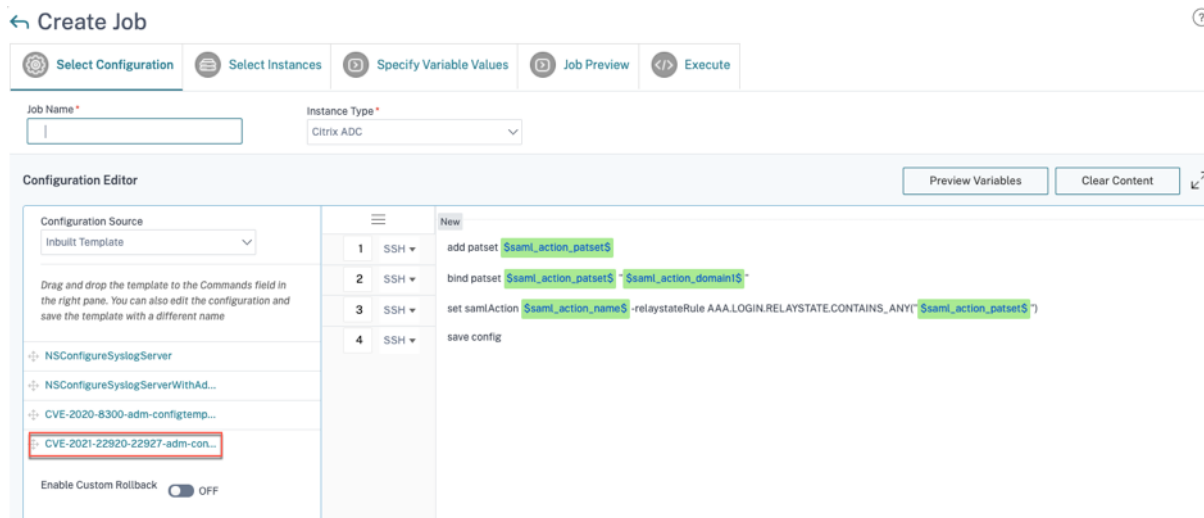 Create Job
?
Select Configuration
Select Instances
Specify Variable Values
Job Preview
Execute
Job Name*
Instance Type*
Citrix ADC
Configuration Editor
Preview Variables
Clear Content
Configuration Source
Inbuilt Template
Drag and drop the template to the Commands field in
the right pane. You can also edit the configuration and
save the template with a different name
NSConfigureSyslogServer
NSConfigureSyslogServerWithAd...
CVE-2020-8300-adm-configtemp...
CVE-2021-22920-22927-adm-con...
Enable Custom Rollback OFF
New
1 SSH add patset $saml_action_patset$
2 SSH bind patset $saml_action_patset$ "$saml_action_domain1$"
3 SSH set samlAction $saml_action_name$ -relaystateRule AAA.LOGIN.RELAYSTATE.CONTAINS_ANY("$saml_action_patset$")
4 SSH save config